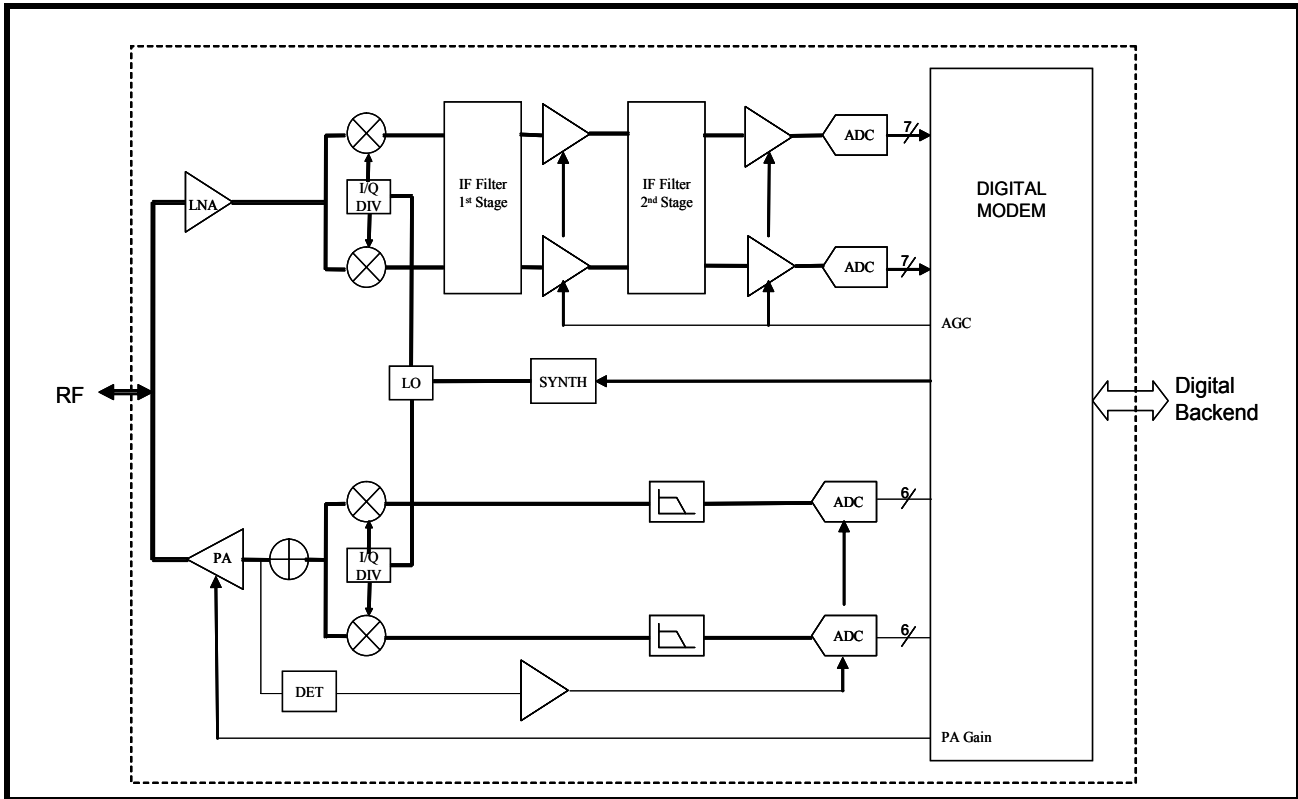 LNA
I/Q
DIV
IF Filter
1st Stage
IF Filter
2nd Stage
ADC
7
ADC
7
DIGITAL
MODEM
AGC
RF
LO
SYNTH
Digital
Backend
PA
I/Q
DIV
ADC
6
ADC
6
DET
PA Gain